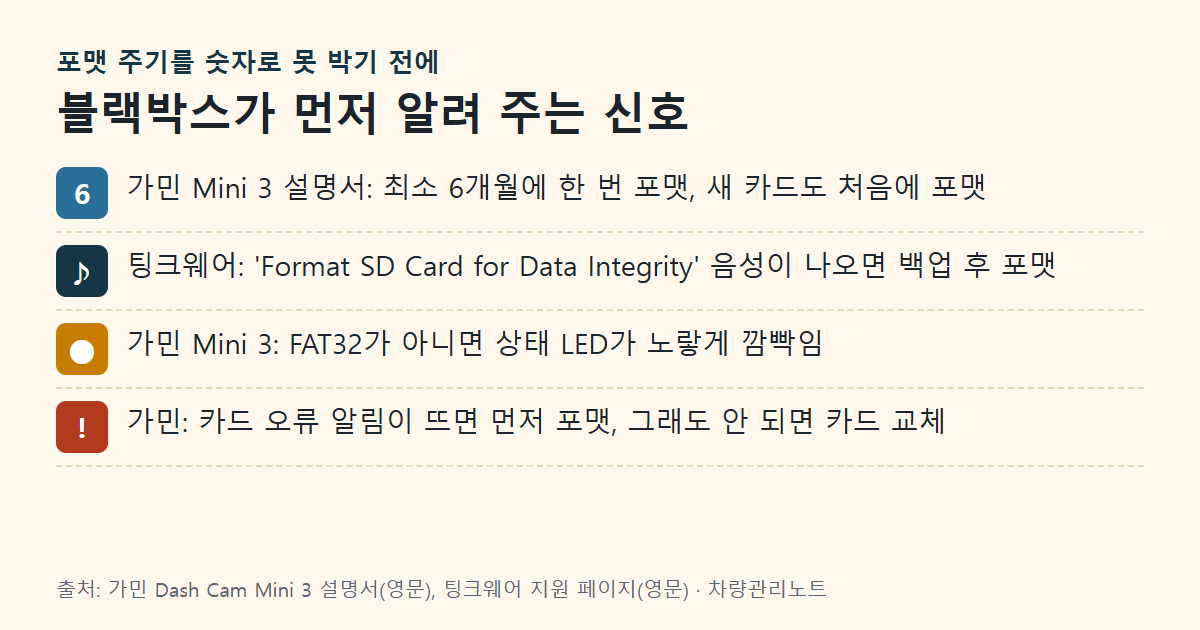 포맷 주기를 숫자로 못 박기 전에
블랙박스가 먼저 알려 주는 신호
6 가민 Mini 3 설명서: 최소 6개월에 한 번 포맷, 새 카드도 처음에 포맷
♪ 팅크웨어: 'Format SD Card for Data Integrity' 음성이 나오면 백업 후 포맷
● 가민 Mini 3: FAT32가 아니면 상태 LED가 노랗게 깜빡임
! 가민: 카드 오류 알림이 뜨면 먼저 포맷, 그래도 안 되면 카드 교체
출처: 가민 Dash Cam Mini 3 설명서(영문), 팅크웨어 지원 페이지(영문) · 차량관리노트